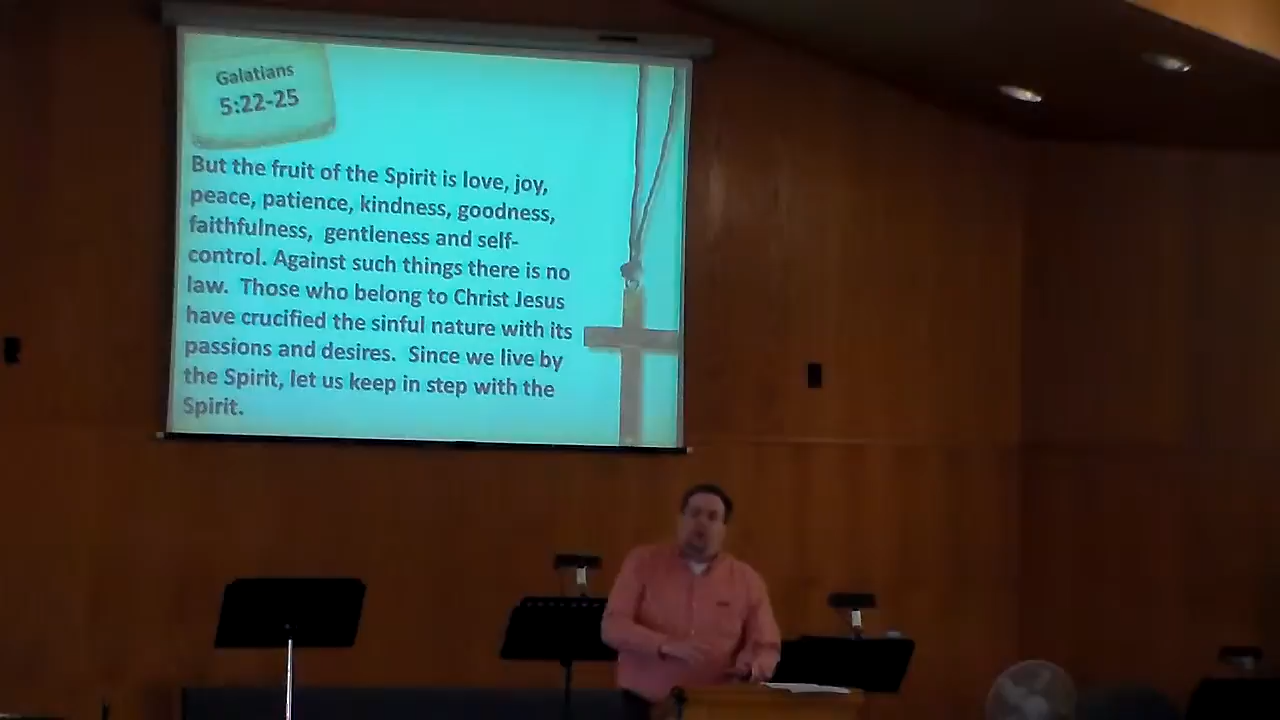 Galatians
5:22-25
But the fruit of the Spirit is love, joy,
peace, patience, kindness, goodness,
faithfulness,  gentleness and self-
control. Against such things there is no
law.  Those who belong to Christ Jesus
have crucified the sinful nature with its
passions and desires.  Since we live by
the Spirit, let us keep in step with the
Spirit.